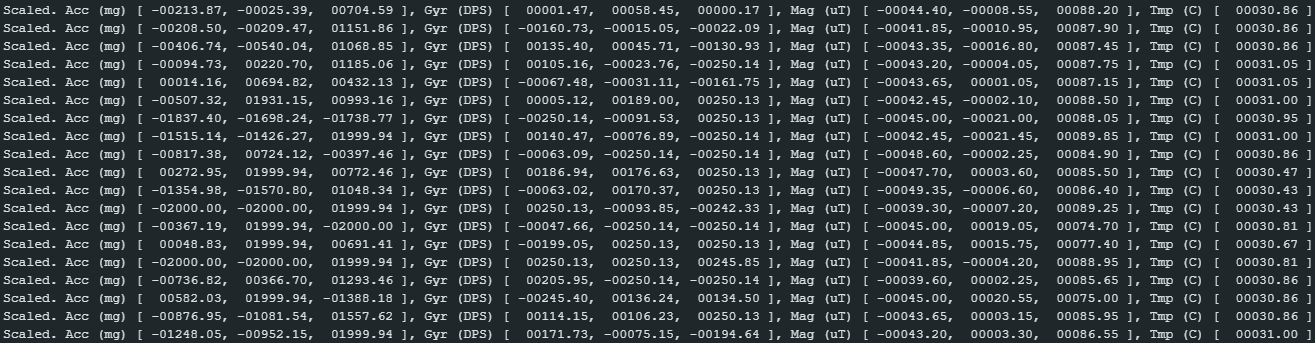 Scaled. Acc (mg) [ -00213.87, -00025.39,  00704.59 ], Gyr (DPS) [  00001.47,  00058.45,  00000.17 ], Mag (uT) [ -00044.40, -00008.55,  00088.20 ], Tmp (C) [  00030.86 ]
Scaled. Acc (mg) [ -00208.50, -00209.47,  01151.86 ], Gyr (DPS) [ -00160.73, -00015.05, -00022.09 ], Mag (uT) [ -00041.85, -00010.95,  00087.90 ], Tmp (C) [  00030.86 ]
Scaled. Acc (mg) [ -00406.74, -00540.04,  01068.85 ], Gyr (DPS) [  00135.40,  00045.71, -00130.93 ], Mag (uT) [ -00043.35, -00016.80,  00087.45 ], Tmp (C) [  00030.86 ]
Scaled. Acc (mg) [ -00094.73,  00220.70,  01185.06 ], Gyr (DPS) [  00105.16, -00023.76, -00250.14 ], Mag (uT) [ -00043.20, -00004.05,  00087.75 ], Tmp (C) [  00031.05 ]
Scaled. Acc (mg) [  00014.16,  00694.82,  00432.13 ], Gyr (DPS) [ -00067.48, -00031.11, -00161.75 ], Mag (uT) [ -00043.65,  00001.05,  00087.15 ], Tmp (C) [  00031.05 ]
Scaled. Acc (mg) [ -00507.32,  01931.15,  00993.16 ], Gyr (DPS) [  00005.12,  00189.00,  00250.13 ], Mag (uT) [ -00042.45, -00002.10,  00088.50 ], Tmp (C) [  00031.00 ]
Scaled. Acc (mg) [ -01837.40, -01698.24, -01738.77 ], Gyr (DPS) [ -00250.14, -00091.53,  00250.13 ], Mag (uT) [ -00045.00, -00021.00,  00088.05 ], Tmp (C) [  00030.95 ]
Scaled. Acc (mg) [ -01515.14, -01426.27,  01999.94 ], Gyr (DPS) [  00140.47, -00076.89, -00250.14 ], Mag (uT) [ -00042.45, -00021.45,  00089.85 ], Tmp (C) [  00031.00 ]
Scaled. Acc (mg) [ -00817.38,  00724.12, -00397.46 ], Gyr (DPS) [ -00063.09, -00250.14, -00250.14 ], Mag (uT) [ -00048.60, -00002.25,  00084.90 ], Tmp (C) [  00030.86 ]
Scaled. Acc (mg) [  00272.95,  01999.94,  00772.46 ], Gyr (DPS) [  00186.94,  00176.63,  00250.13 ], Mag (uT) [ -00047.70,  00003.60,  00085.50 ], Tmp (C) [  00030.47 ]
Scaled. Acc (mg) [ -01354.98, -01570.80,  01048.34 ], Gyr (DPS) [ -00063.02,  00170.37,  00250.13 ], Mag (uT) [ -00049.35, -00006.60,  00086.40 ], Tmp (C) [  00030.43 ]
Scaled. Acc (mg) [ -02000.00, -02000.00,  01999.94 ], Gyr (DPS) [  00250.13, -00093.85, -00242.33 ], Mag (uT) [ -00039.30, -00007.20,  00089.25 ], Tmp (C) [  00030.43 ]
Scaled. Acc (mg) [ -00367.19,  01999.94, -02000.00 ], Gyr (DPS) [ -00047.66, -00250.14, -00250.14 ], Mag (uT) [ -00045.00,  00019.05,  00074.70 ], Tmp (C) [  00030.81 ]
Scaled. Acc (mg) [  00048.83,  01999.94,  00691.41 ], Gyr (DPS) [ -00199.05,  00250.13,  00250.13 ], Mag (uT) [ -00044.85,  00015.75,  00077.40 ], Tmp (C) [  00030.67 ]
Scaled. Acc (mg) [ -02000.00, -02000.00,  01999.94 ], Gyr (DPS) [  00250.13,  00250.13,  00245.85 ], Mag (uT) [ -00041.85, -00004.20,  00088.95 ], Tmp (C) [  00030.81 ]
Scaled. Acc (mg) [ -00736.82,  00366.70,  01293.46 ], Gyr (DPS) [  00205.95, -00250.14, -00250.14 ], Mag (uT) [ -00039.60,  00002.25,  00085.65 ], Tmp (C) [  00030.86 ]
Scaled. Acc (mg) [  00582.03,  01999.94, -01388.18 ], Gyr (DPS) [ -00245.40,  00136.24,  00134.50 ], Mag (uT) [ -00045.00,  00020.55,  00075.00 ], Tmp (C) [  00030.86 ]
Scaled. Acc (mg) [ -00876.95, -01081.54,  01557.62 ], Gyr (DPS) [  00114.15,  00106.23,  00250.13 ], Mag (uT) [ -00043.65,  00003.15,  00085.95 ], Tmp (C) [  00030.86 ]
Scaled. Acc (mg) [ -01248.05, -00952.15,  01999.94 ], Gyr (DPS) [  00171.73, -00075.15, -00194.64 ], Mag (uT) [ -00043.20,  00003.30,  00086.55 ], Tmp (C) [  00031.00 ]